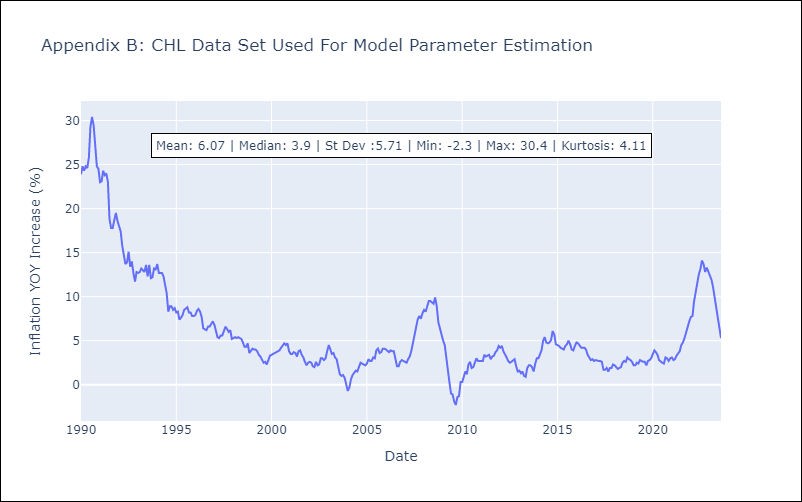 Appendix B: CHL Data Set Used For Model Parameter Estimation
Mean: 6.07 | Median: 3.9 | St Dev :5.71 | Min: -2.3 | Max: 30.4 | Kurtosis: 4.11
Inflation YOY Increase (%)
30
25
20
15
10
5
0
1990 1995 2000 2005 2010 2015 2020
Date